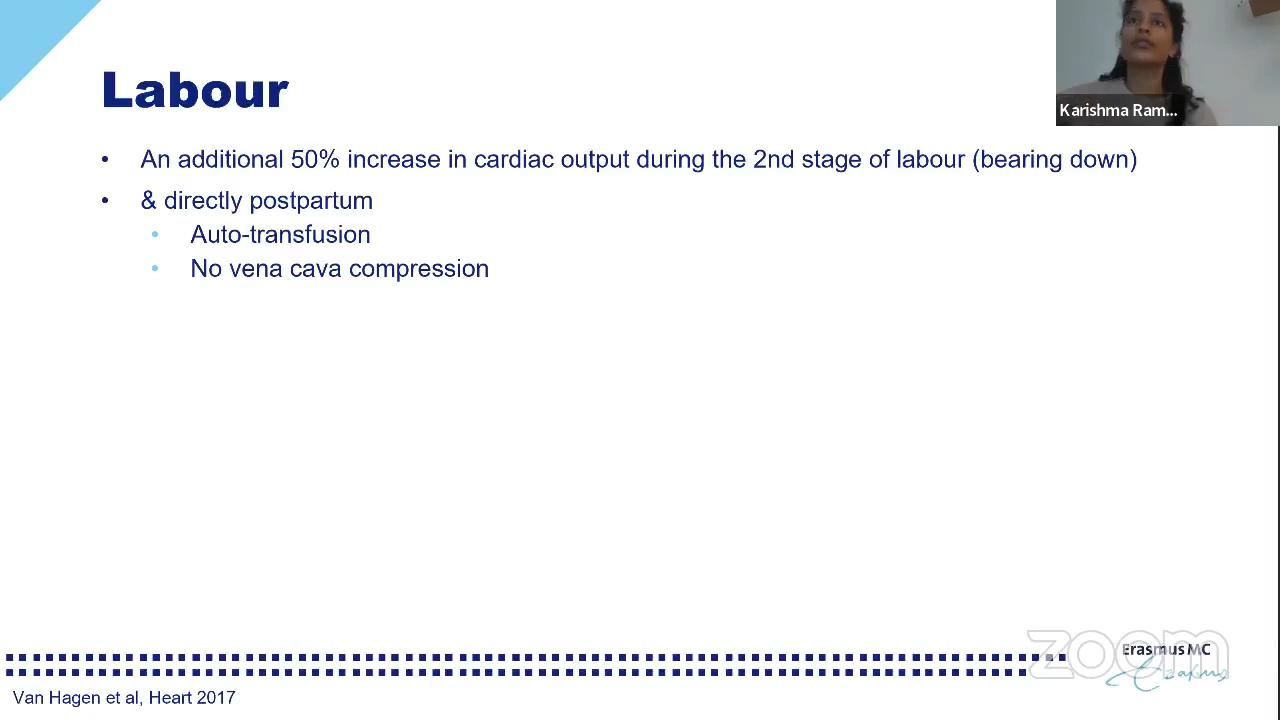 Labour
Karishma Ram...
• An additional 50% increase in cardiac output during the 2nd stage of labour (bearing down)
• & directly postpartum
• Auto-transfusion
• No vena cava compression
zoom
Erasmus MC
Erasmus
Van Hagen et al, Heart 2017